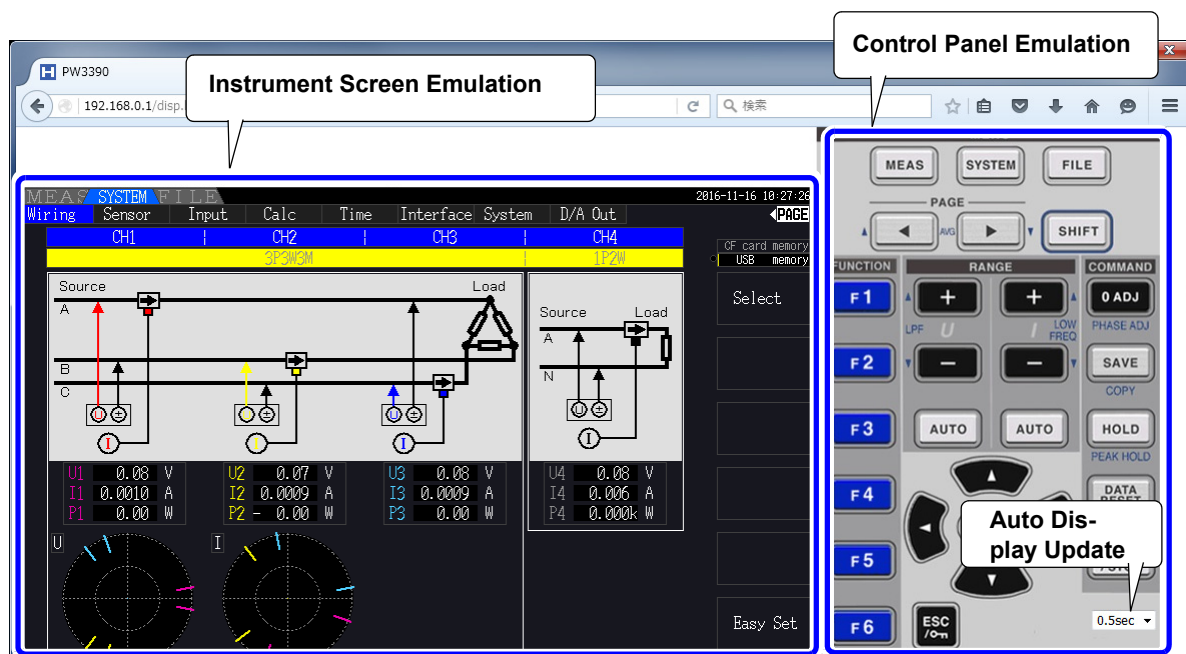 Control Panel Emulation
Instrument Screen Emulation
PW3390
192.168.0.1/disp.
検索
MEAS SYSTEM FILE
2016-11-16 10:27:26
Wiring Sensor Input Calc Time Interface System D/A Out
PAGE
CH1 CH2 CH3 CH4
3P3W3M 1P2W
CF card memory
USB memory
Source Load
A
B
C
U ±
I
U ±
I
U ±
I
Source Load
A
N
U ±
I
U1 0.08 V
I1 0.0010 A
P1 0.00 W
U2 0.07 V
I2 0.0009 A
P2 - 0.00 W
U3 0.08 V
I3 0.0009 A
P3 0.00 W
U4 0.08 V
I4 0.006 A
P4 0.000k W
U
I
Select
Easy Set
MEAS SYSTEM FILE
PAGE
AVG
SHIFT
FUNCTION RANGE COMMAND
F1 + + 0 ADJ
LPF U I LOW FREQ PHASE ADJ
F2 − − SAVE
COPY
F3 AUTO AUTO HOLD
PEAK HOLD
F4 DATA
RESET
Auto Dis-
play Update
F5
0.5sec
F6 ESC